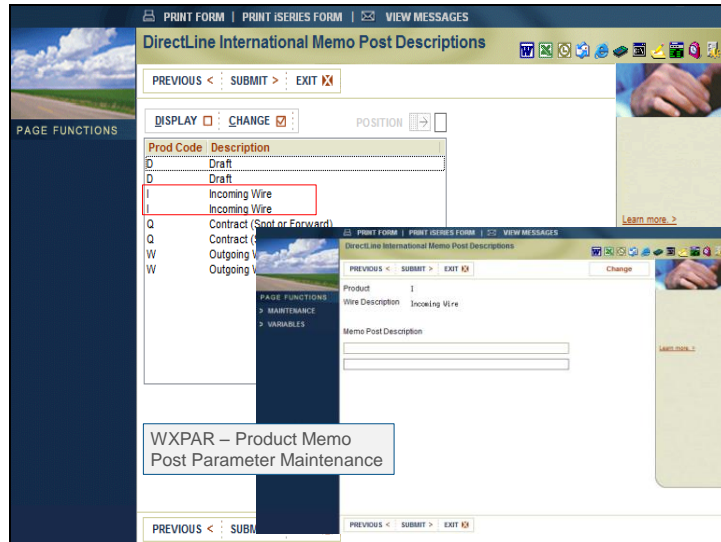 PRINT FORM | PRINT iSERIES FORM | VIEW MESSAGES
DirectLine International Memo Post Descriptions
PREVIOUS < SUBMIT > EXIT
PAGE FUNCTIONS
DISPLAY CHANGE POSITION
Prod Code Description
D Draft
D Draft
I Incoming Wire
I Incoming Wire
Q Contract (Spot or Forward)
Q Contract (
W Outgoing
W Outgoing
Learn more. >
PRINT FORM | PRINT iSERIES FORM | VIEW MESSAGES
DirectLine International Memo Post Descriptions
PREVIOUS < SUBMIT > EXIT
Change
PAGE FUNCTIONS
> MAINTENANCE
> VARIABLES
Product I
Wire Description Incoming Wire
Memo Post Description
Learn more. >
WXPAR – Product Memo
Post Parameter Maintenance
PREVIOUS < SUBM
PREVIOUS < SUBMIT > EXIT